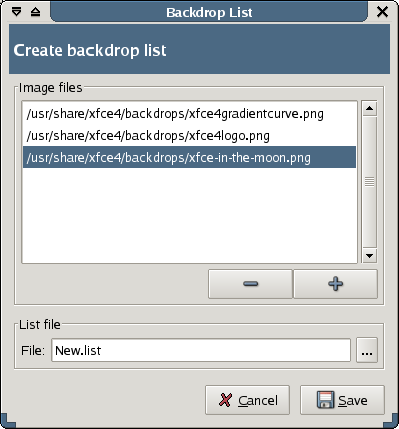 Backdrop List
Create backdrop list
Image files
/usr/share/xfce4/backdrops/xfce4gradientcurve.png
/usr/share/xfce4/backdrops/xfce4logo.png
/usr/share/xfce4/backdrops/xfce-in-the-moon.png
List file
File: New.list ...
Cancel Save